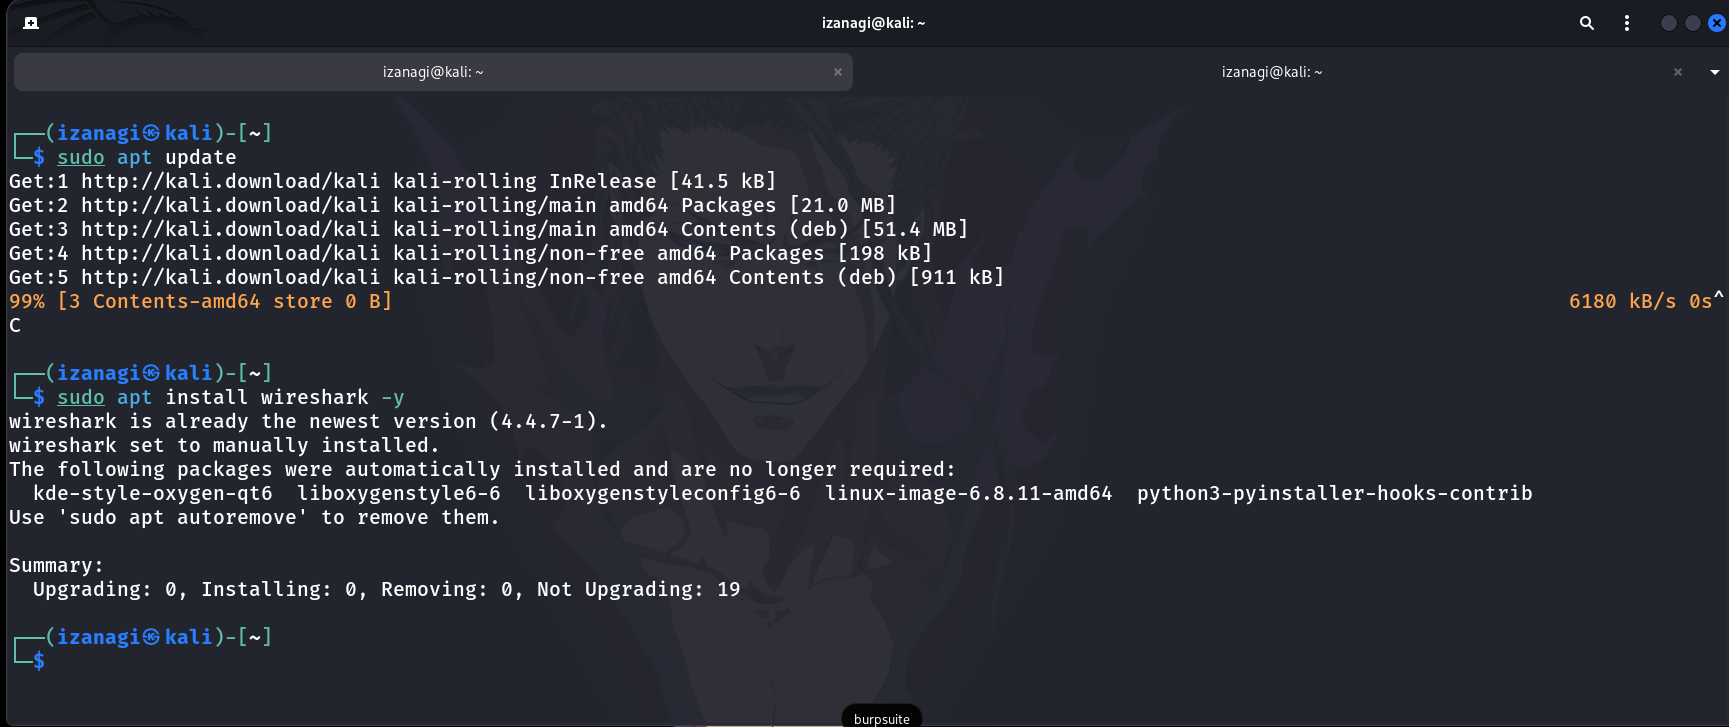 izanagi@kali: ~
izanagi@kali: ~ × izanagi@kali: ~ ×
┌──(izanagi㉿kali)-[~]
└─$ sudo apt update
Get:1 http://kali.download/kali kali-rolling InRelease [41.5 kB]
Get:2 http://kali.download/kali kali-rolling/main amd64 Packages [21.0 MB]
Get:3 http://kali.download/kali kali-rolling/main amd64 Contents (deb) [51.4 MB]
Get:4 http://kali.download/kali kali-rolling/non-free amd64 Packages [198 kB]
Get:5 http://kali.download/kali kali-rolling/non-free amd64 Contents (deb) [911 kB]
99% [3 Contents-amd64 store 0 B] 6180 kB/s 0s^
C
┌──(izanagi㉿kali)-[~]
└─$ sudo apt install wireshark -y
wireshark is already the newest version (4.4.7-1).
wireshark set to manually installed.
The following packages were automatically installed and are no longer required:
  kde-style-oxygen-qt6  liboxygenstyle6-6  liboxygenstyleconfig6-6  linux-image-6.8.11-amd64  python3-pyinstaller-hooks-contrib
Use 'sudo apt autoremove' to remove them.
Summary:
  Upgrading: 0, Installing: 0, Removing: 0, Not Upgrading: 19
┌──(izanagi㉿kali)-[~]
└─$
burpsuite